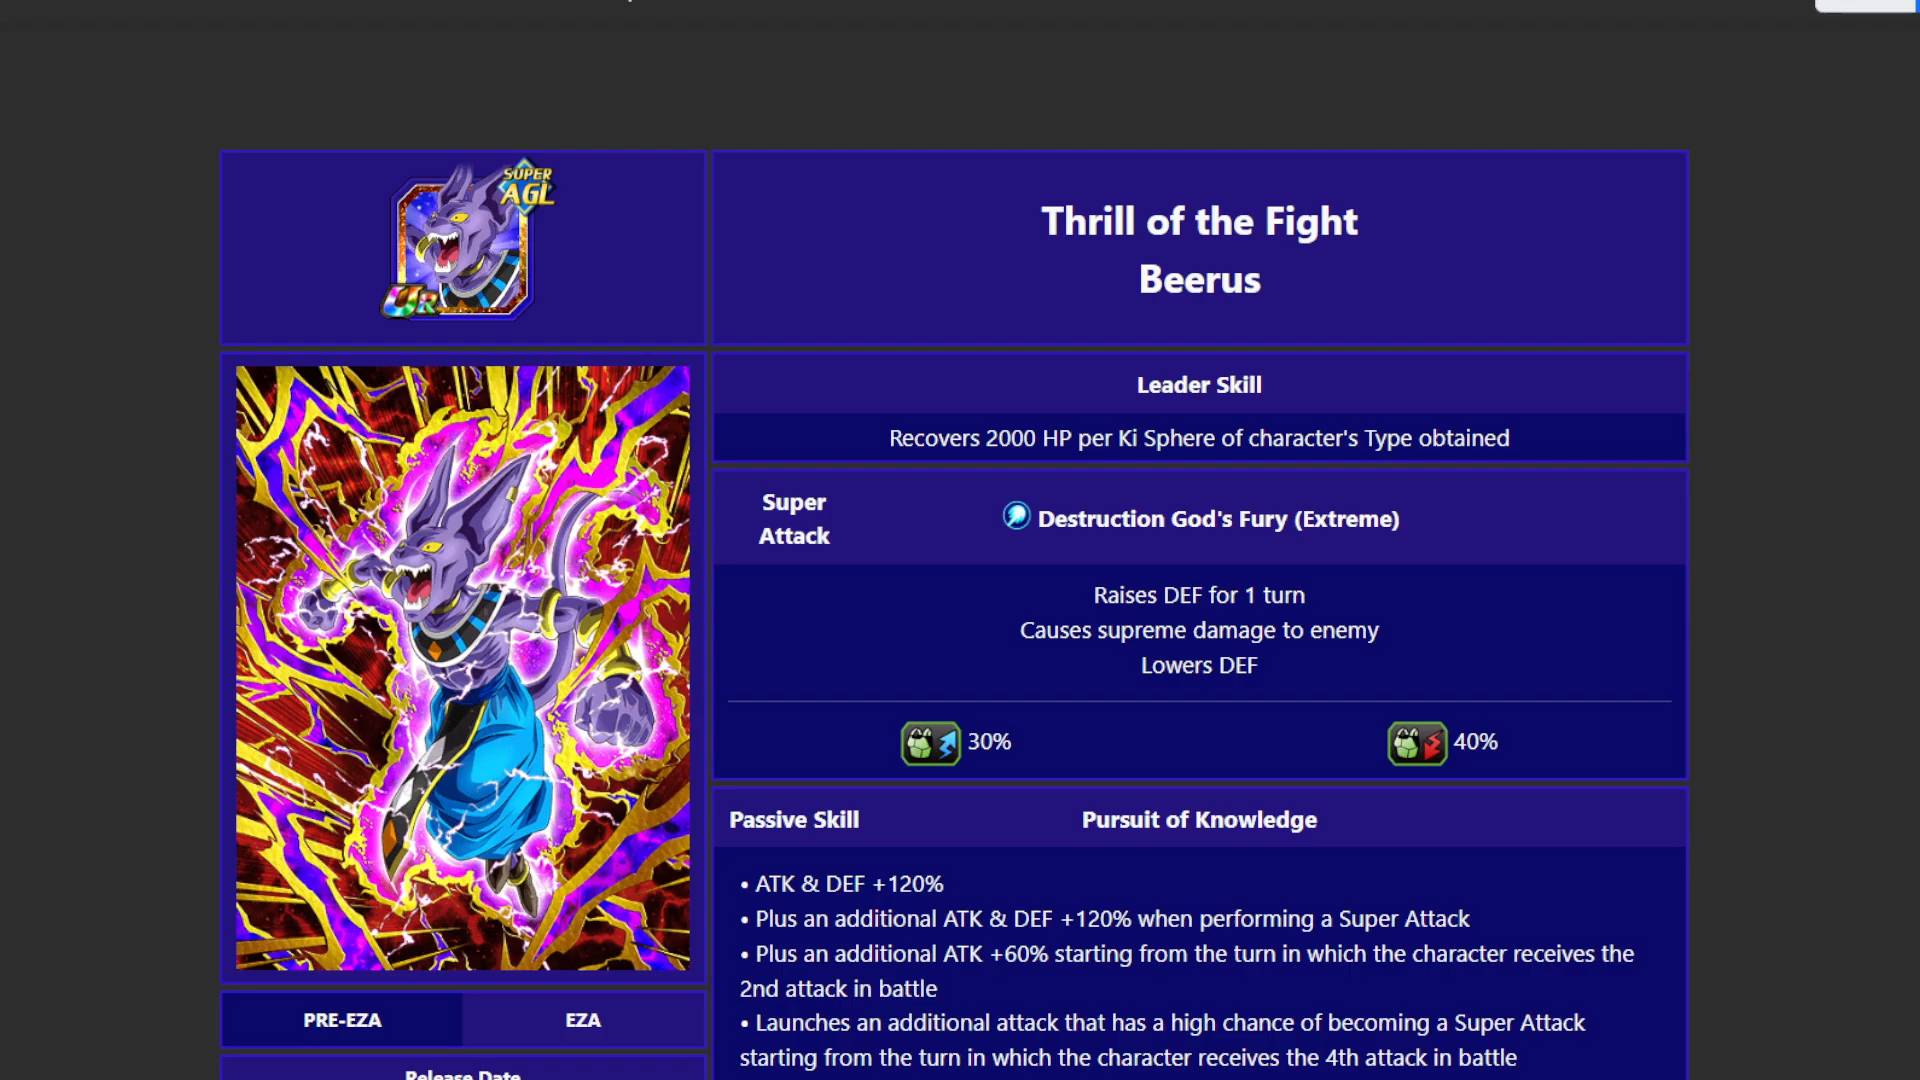 SUPER
AGL
UR
Thrill of the Fight
Beerus
Leader Skill
Recovers 2000 HP per Ki Sphere of character's Type obtained
Super
Attack
Destruction God's Fury (Extreme)
Raises DEF for 1 turn
Causes supreme damage to enemy
Lowers DEF
30%
40%
Passive Skill
Pursuit of Knowledge
• ATK & DEF +120%
• Plus an additional ATK & DEF +120% when performing a Super Attack
• Plus an additional ATK +60% starting from the turn in which the character receives the
2nd attack in battle
• Launches an additional attack that has a high chance of becoming a Super Attack
starting from the turn in which the character receives the 4th attack in battle
PRE-EZA
EZA
Release Date